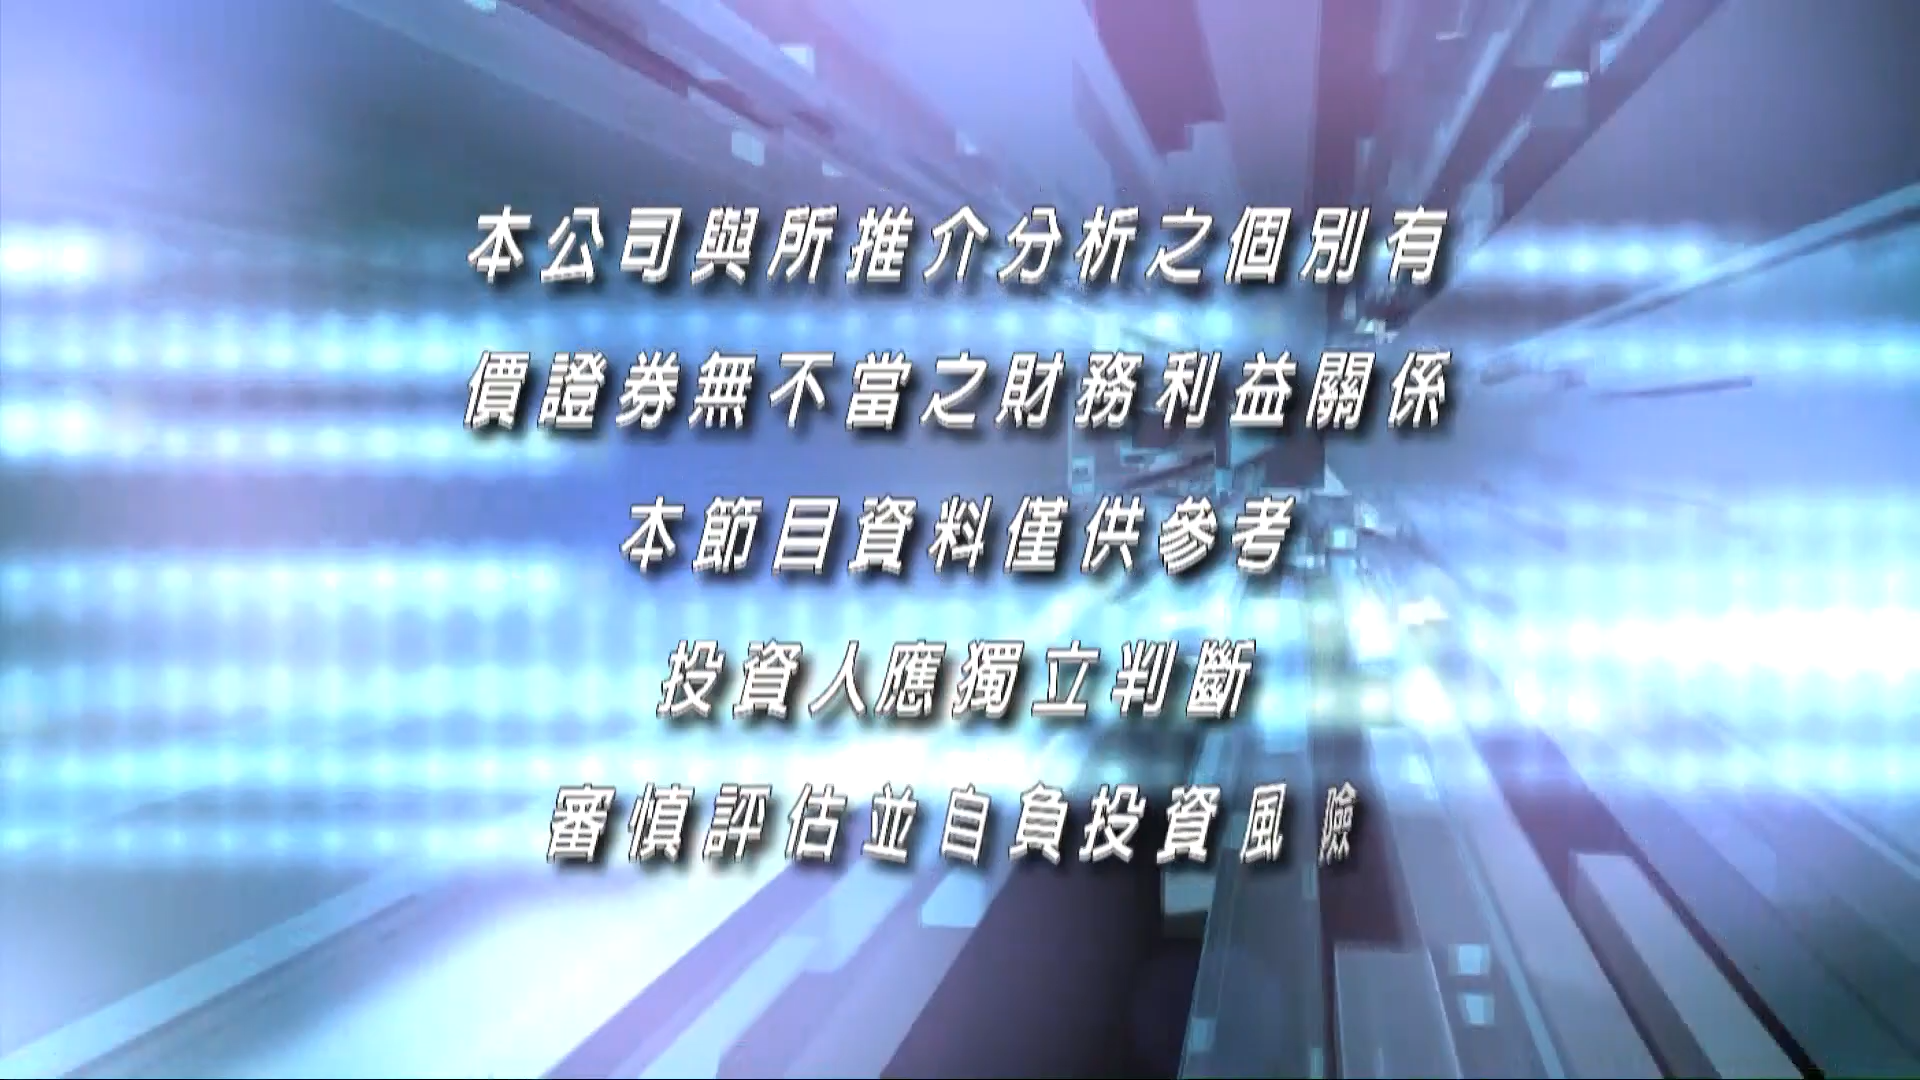 本公司與所推介分析之個別有
價證券無不當之財務利益關係
本節目資料僅供參考
投資人應獨立判斷
審慎評估並自負投資風險